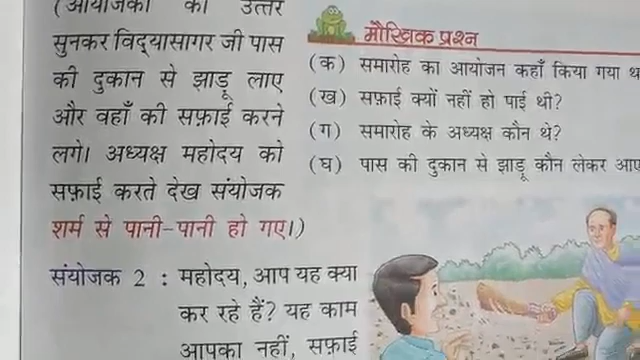 (आयोजकों का उत्तर
सुनकर विद्यासागर जी पास
की दुकान से झाड़ू लाए
और वहाँ की सफ़ाई करने
लगे। अध्यक्ष महोदय को
सफ़ाई करते देख संयोजक
शर्म से पानी-पानी हो गए।)
संयोजक 2 : महोदय, आप यह क्या
कर रहे हैं? यह काम
आपका नहीं, सफ़ाई
मौखिक प्रश्न
(क) समारोह का आयोजन कहाँ किया गया
(ख) सफ़ाई क्यों नहीं हो पाई थी?
(ग) समारोह के अध्यक्ष कौन थे?
(घ) पास की दुकान से झाड़ू कौन लेकर